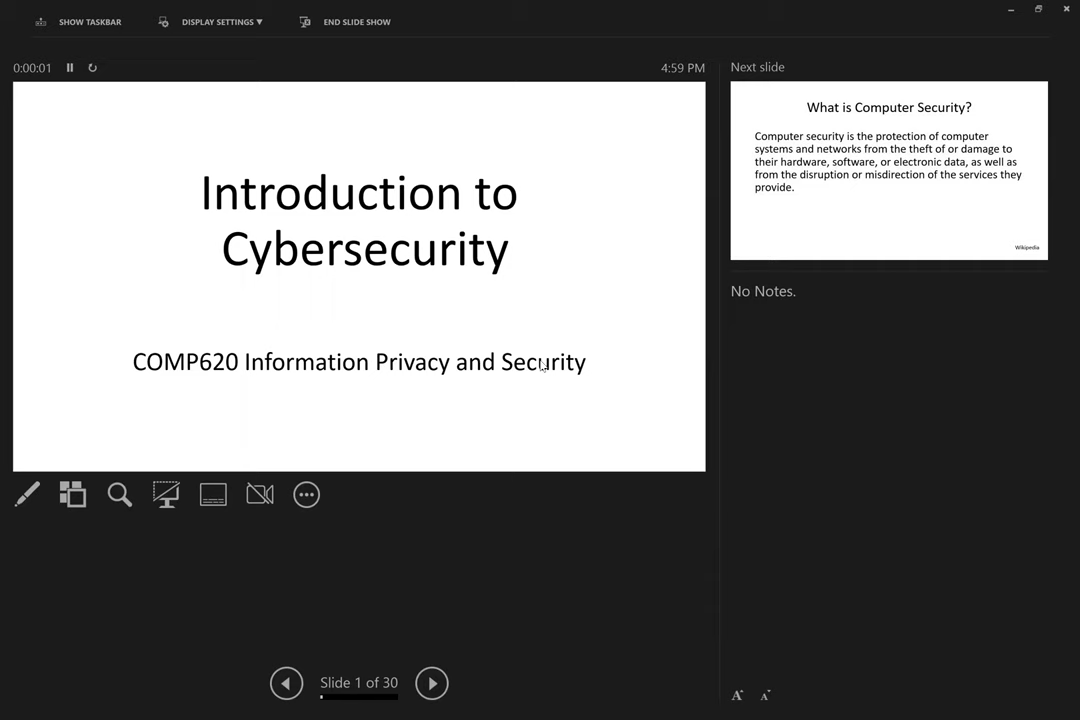 SHOW TASKBAR
DISPLAY SETTINGS ▼
END SLIDE SHOW
0:00:01
4:59 PM
Introduction to
Cybersecurity
COMP620 Information Privacy and Security
Next slide
What is Computer Security?
Computer security is the protection of computer
systems and networks from the theft of or damage to
their hardware, software, or electronic data, as well as
from the disruption or misdirection of the services they
provide.
Wikipedia
No Notes.
Slide 1 of 30
A A